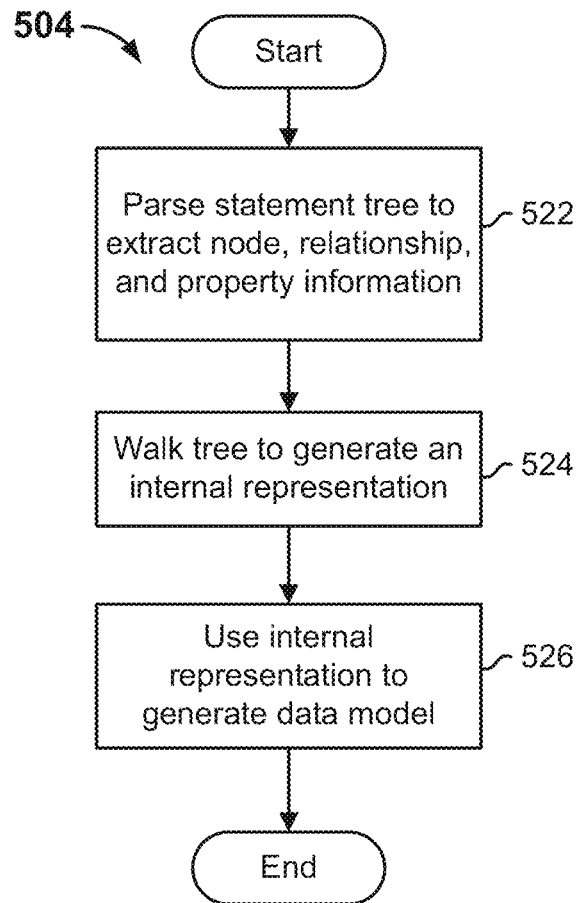 504
Start
Parse statement tree to
extract node, relationship,
and property information
522
Walk tree to generate an
internal representation
524
Use internal
representation to
generate data model
526
End